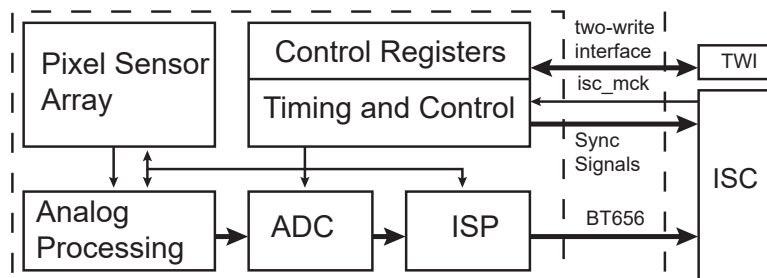 Pixel Sensor
Array
Control Registers
Timing and Control
two-write
interface
TWI
isc_mck
Sync
Signals
ISC
Analog
Processing
ADC
ISP
BT656